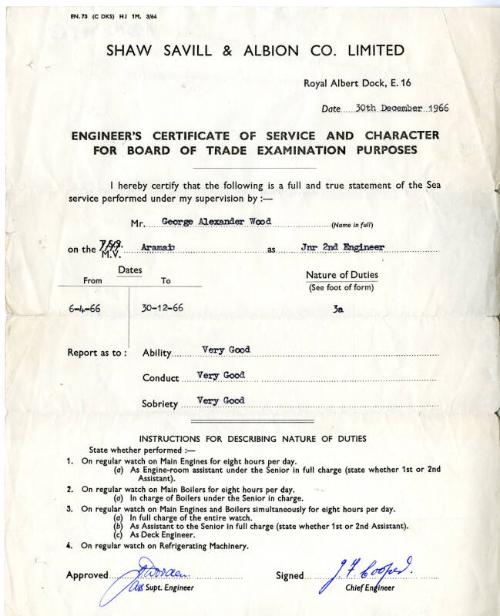 EN.73 (C DKS) HJ 1M, 3/64
SHAW SAVILL & ALBION CO. LIMITED
Royal Albert Dock, E. 16
Date 30th December 1966
ENGINEER'S CERTIFICATE OF SERVICE AND CHARACTER
FOR BOARD OF TRADE EXAMINATION PURPOSES
I hereby certify that the following is a full and true statement of the Sea
service performed under my supervision by :—
Mr. George Alexander Wood (Name in full)
on the M.V. Aramaic as Jnr 2nd Engineer
Dates
From To
Nature of Duties
(See foot of form)
6-4-66 30-12-66 3a
Report as to : Ability Very Good
Conduct Very Good
Sobriety Very Good
INSTRUCTIONS FOR DESCRIBING NATURE OF DUTIES
State whether performed :—
1. On regular watch on Main Engines for eight hours per day.
(a) As Engine-room assistant under the Senior in full charge (state whether 1st or 2nd
Assistant).
2. On regular watch on Main Boilers for eight hours per day.
(a) In charge of Boilers under the Senior in charge.
3. On regular watch on Main Engines and Boilers simultaneously for eight hours per day.
(a) In full charge of the entire watch.
(b) As Assistant to the Senior in full charge (state whether 1st or 2nd Assistant).
(c) As Deck Engineer.
4. On regular watch on Refrigerating Machinery.
Approved Signed J F Cooper.
Supt. Engineer Chief Engineer